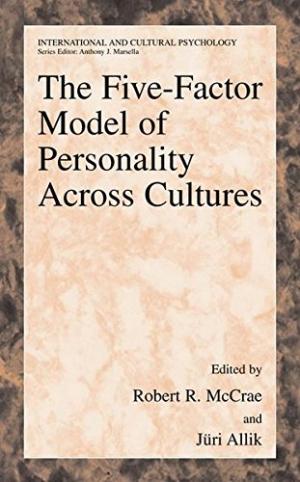 INTERNATIONAL AND CULTURAL PSYCHOLOGY
Series Editor: Anthony J. Marsella
The Five-Factor
Model of
Personality
Across Cultures
Edited by
Robert R. McCrae
and
Jüri Allik